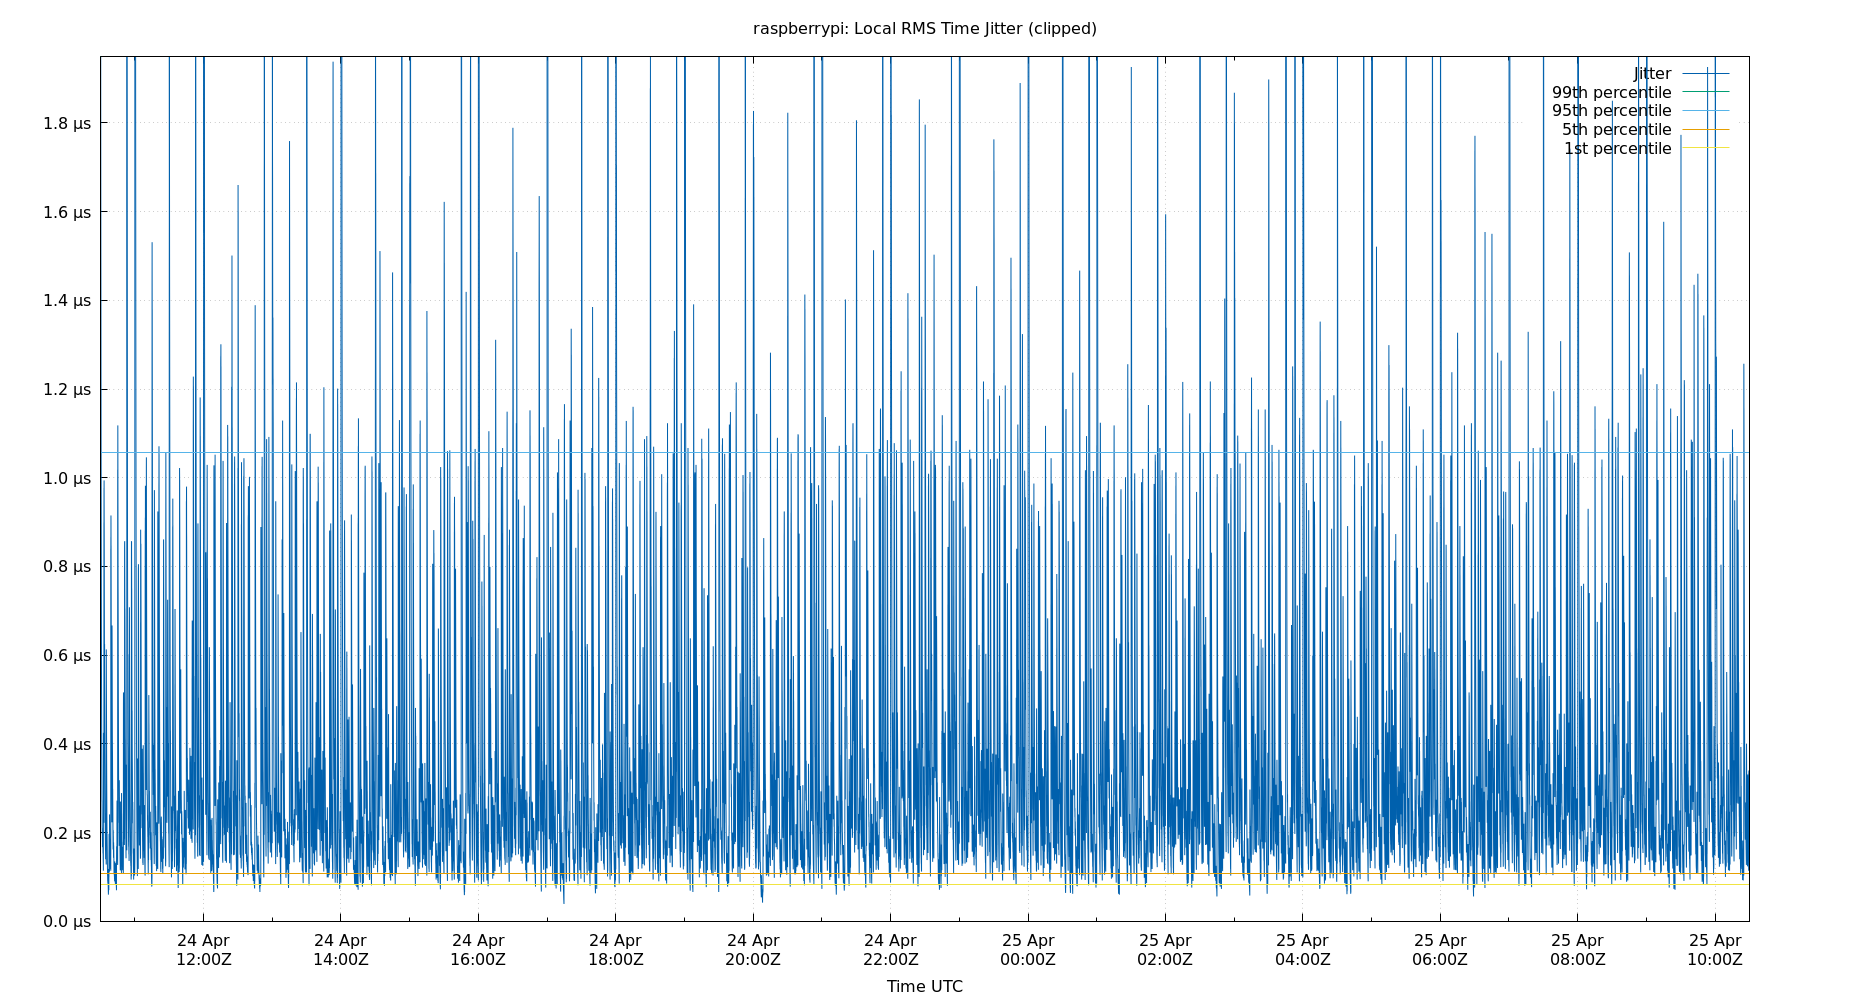 raspberrypi: Local RMS Time Jitter (clipped)
Jitter
99th percentile
95th percentile
5th percentile
1st percentile
1.8 µs
1.6 µs
1.4 µs
1.2 µs
1.0 µs
0.8 µs
0.6 µs
0.4 µs
0.2 µs
0.0 µs
24 Apr 24 Apr 24 Apr 24 Apr 24 Apr 24 Apr 25 Apr 25 Apr 25 Apr 25 Apr 25 Apr 25 Apr
12:00Z 14:00Z 16:00Z 18:00Z 20:00Z 22:00Z 00:00Z 02:00Z 04:00Z 06:00Z 08:00Z 10:00Z
Time UTC